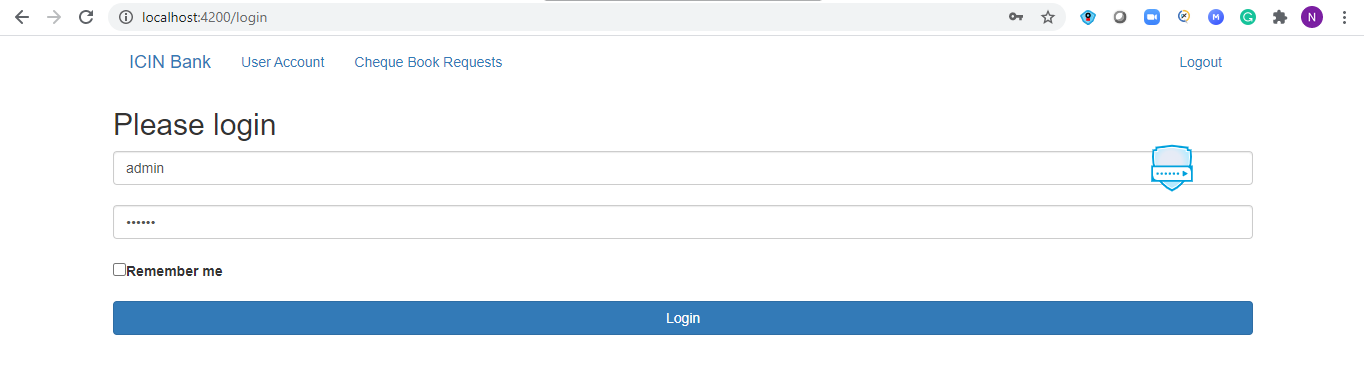 localhost:4200/login
M
G
N
ICIN Bank User Account Cheque Book Requests Logout
Please login
admin
••••••
Remember me
Login